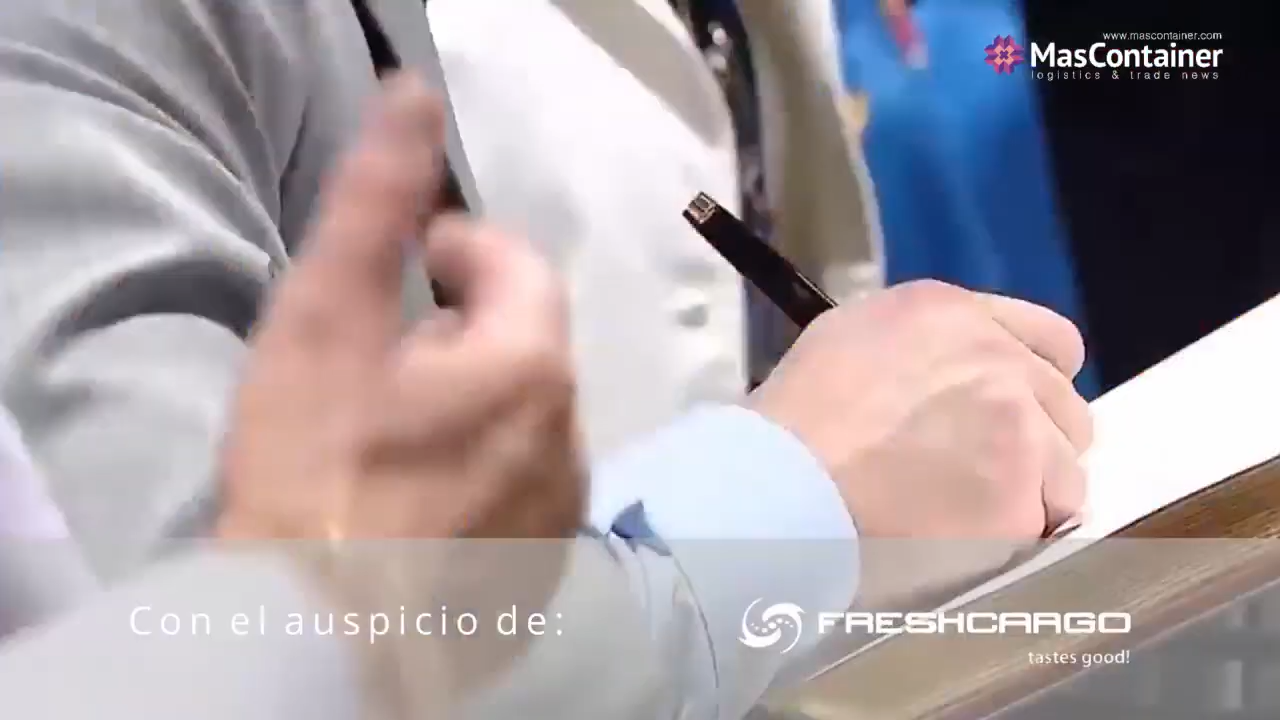 www.mascontainer.com
MasContainer
logistics & trade news
Con el auspicio de:
FRESHCARGO
tastes good!